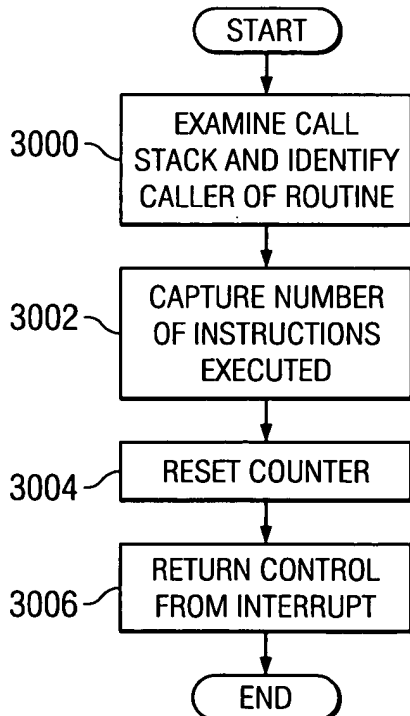 START
3000
EXAMINE CALL
STACK AND IDENTIFY
CALLER OF ROUTINE
3002
CAPTURE NUMBER
OF INSTRUCTIONS
EXECUTED
3004
RESET COUNTER
3006
RETURN CONTROL
FROM INTERRUPT
END